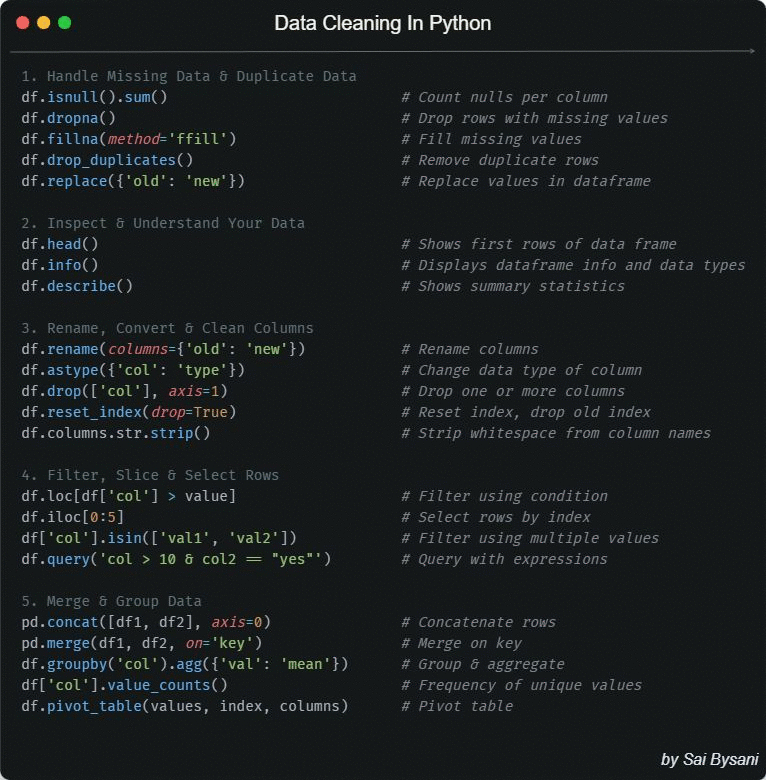 Data Cleaning In Python
1. Handle Missing Data & Duplicate Data
df.isnull().sum() # Count nulls per column
df.dropna() # Drop rows with missing values
df.fillna(method='ffill') # Fill missing values
df.drop_duplicates() # Remove duplicate rows
df.replace({'old': 'new'}) # Replace values in dataframe
2. Inspect & Understand Your Data
df.head() # Shows first rows of data frame
df.info() # Displays dataframe info and data types
df.describe() # Shows summary statistics
3. Rename, Convert & Clean Columns
df.rename(columns={'old': 'new'}) # Rename columns
df.astype({'col': 'type'}) # Change data type of column
df.drop(['col'], axis=1) # Drop one or more columns
df.reset_index(drop=True) # Reset index, drop old index
df.columns.str.strip() # Strip whitespace from column names
4. Filter, Slice & Select Rows
df.loc[df['col'] > value] # Filter using condition
df.iloc[0:5] # Select rows by index
df['col'].isin(['val1', 'val2']) # Filter using multiple values
df.query('col > 10 & col2 == "yes"') # Query with expressions
5. Merge & Group Data
pd.concat([df1, df2], axis=0) # Concatenate rows
pd.merge(df1, df2, on='key') # Merge on key
df.groupby('col').agg({'val': 'mean'}) # Group & aggregate
df['col'].value_counts() # Frequency of unique values
df.pivot_table(values, index, columns) # Pivot table
by Sai Bysani